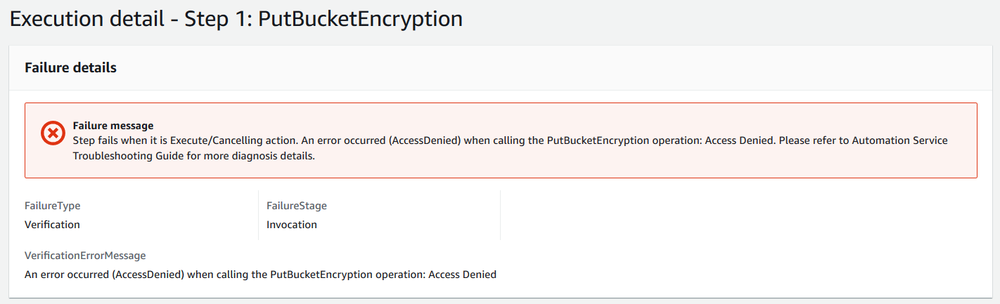 Execution detail - Step 1: PutBucketEncryption
Failure details
Failure message
Step fails when it is Execute/Cancelling action. An error occurred (AccessDenied) when calling the PutBucketEncryption operation: Access Denied. Please refer to Automation Service
Troubleshooting Guide for more diagnosis details.
FailureType
FailureStage
Verification
Invocation
VerificationErrorMessage
An error occurred (AccessDenied) when calling the PutBucketEncryption operation: Access Denied